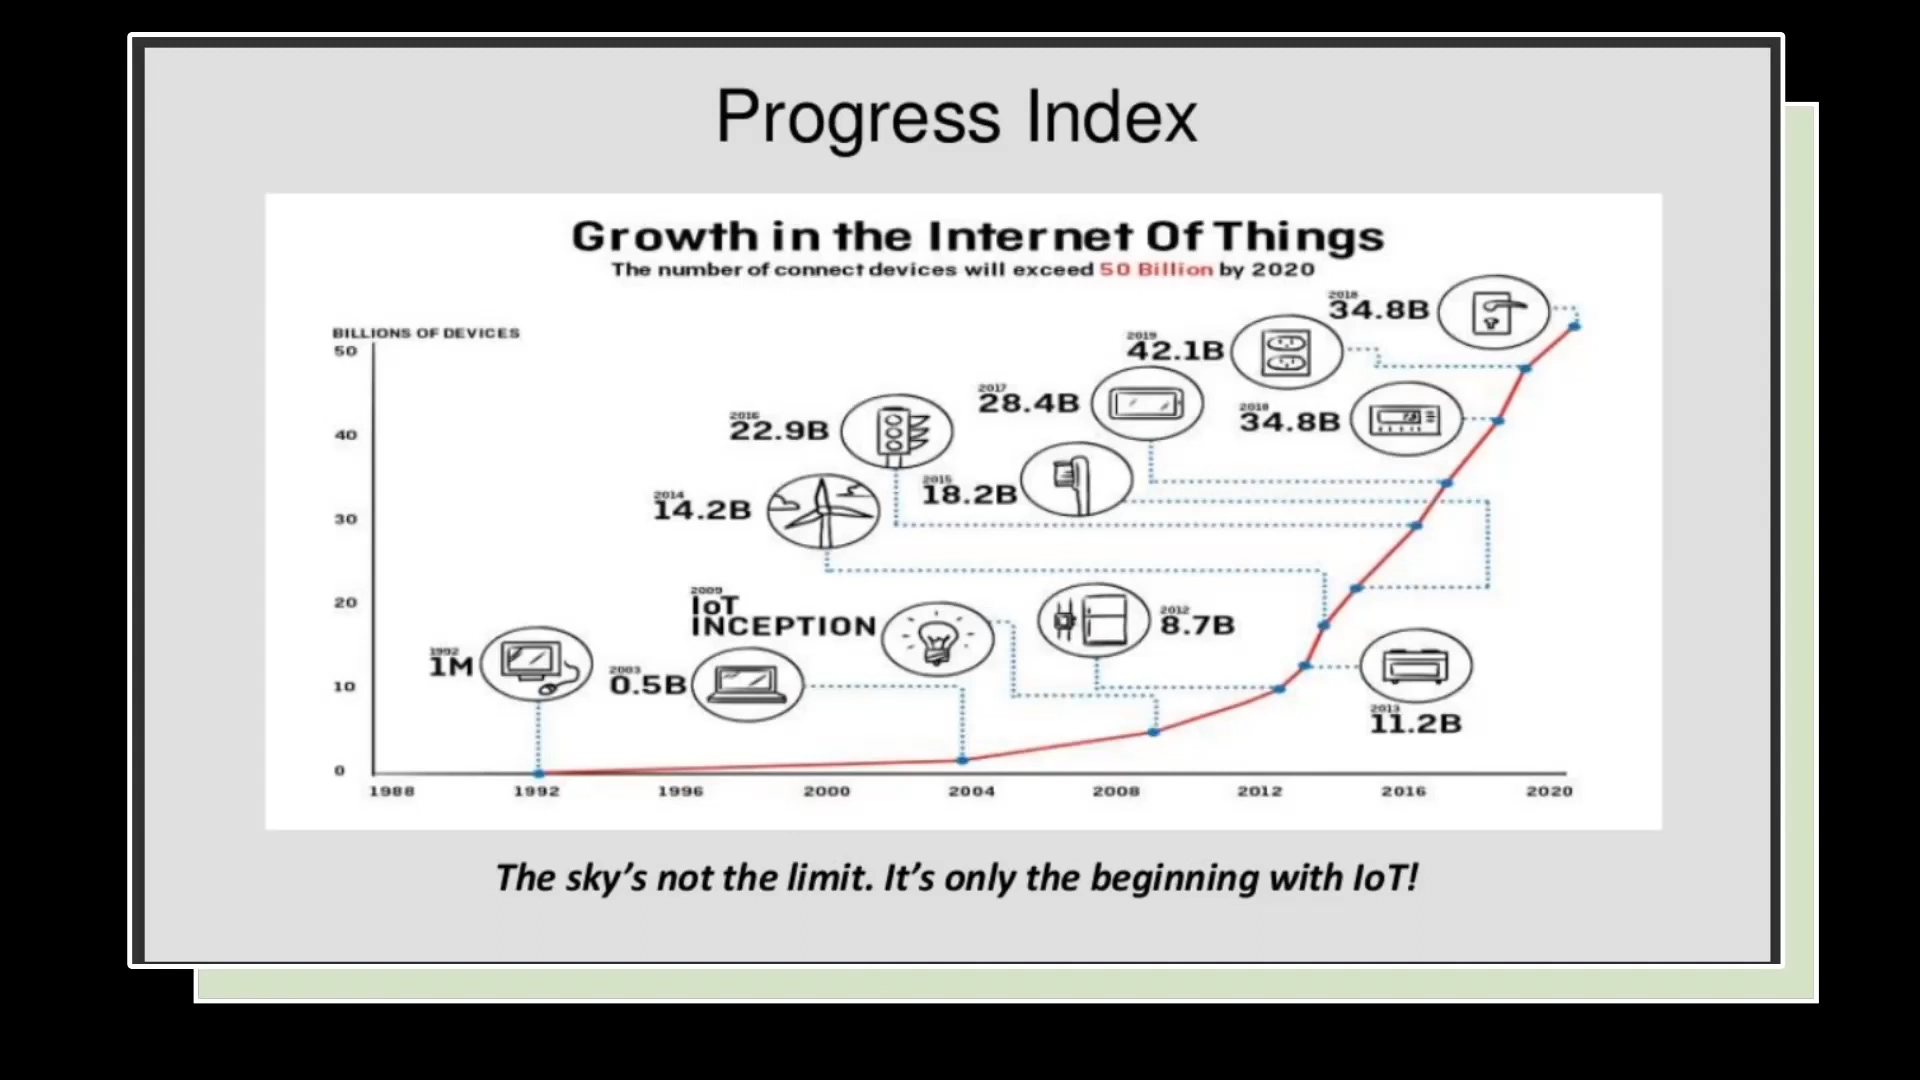 Progress Index
Growth in the Internet Of Things
The number of connect devices will exceed 50 Billion by 2020
BILLIONS OF DEVICES
50
40
30
20
10
0
1988
1992
1996
2000
2004
2008
2012
2016
2020
1992
1M
2003
0.5B
2009
IoT
INCEPTION
2012
8.7B
2013
11.2B
2014
14.2B
2015
18.2B
2016
22.9B
2017
28.4B
2018
34.8B
2019
42.1B
2018
34.8B
The sky's not the limit. It's only the beginning with IoT!